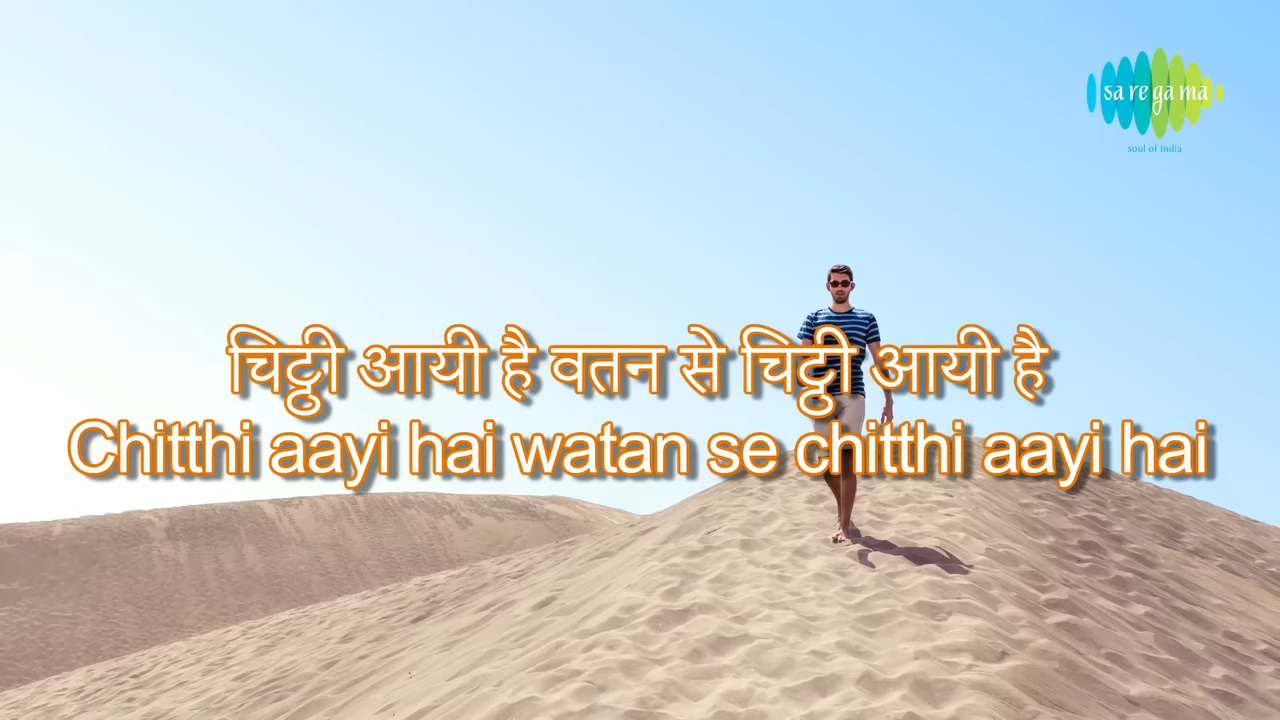 sa re ga ma
soul of India
चिट्ठी आयी है वतन से चिट्ठी आयी है
Chitthi aayi hai watan se chitthi aayi hai